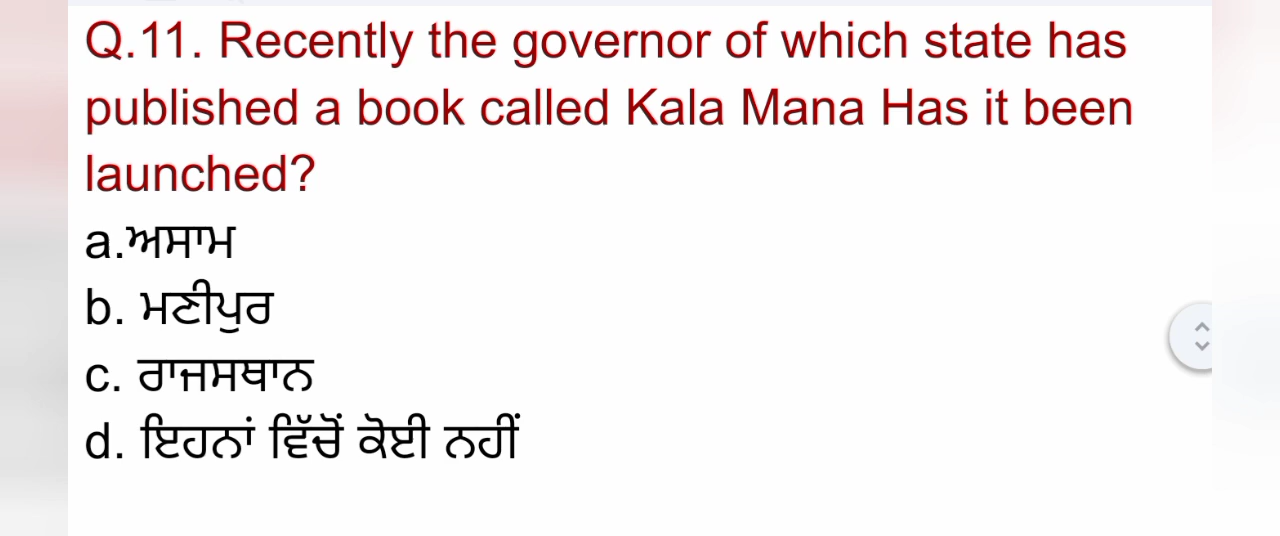 Q.11. Recently the governor of which state has
published a book called Kala Mana Has it been
launched?
a.ਅਸਾਮ
b. ਮਣੀਪੁਰ
c. ਰਾਜਸਥਾਨ
d. ਇਹਨਾਂ ਵਿੱਚੋਂ ਕੋਈ ਨਹੀਂ